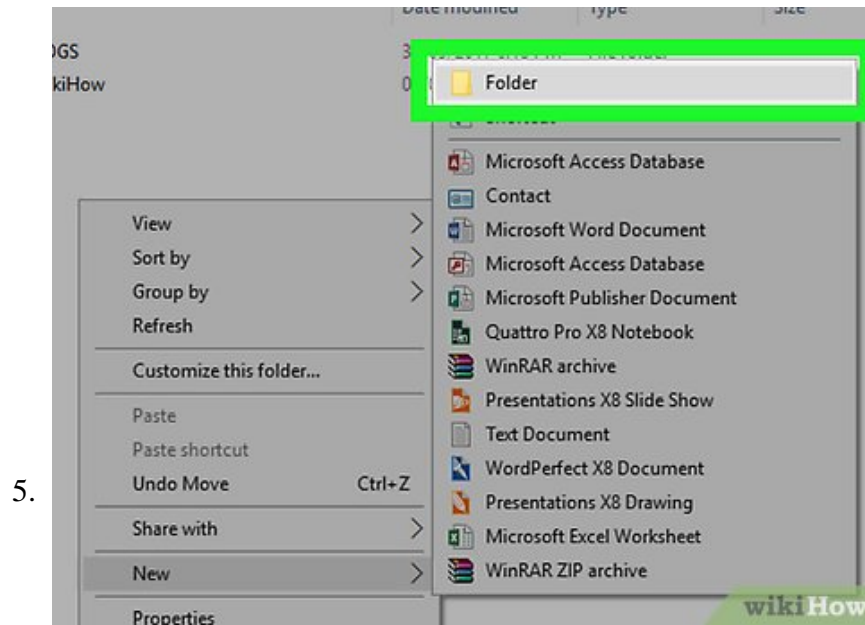 Date modified Type Size
OGS
kiHow
Folder
Shortcut
Microsoft Access Database
Contact
Microsoft Word Document
Microsoft Access Database
Microsoft Publisher Document
Quattro Pro X8 Notebook
WinRAR archive
Presentations X8 Slide Show
Text Document
WordPerfect X8 Document
Presentations X8 Drawing
Microsoft Excel Worksheet
WinRAR ZIP archive
View
Sort by
Group by
Refresh
Customize this folder...
Paste
Paste shortcut
Undo Move Ctrl+Z
Share with
New
Properties
5.
wikiHow